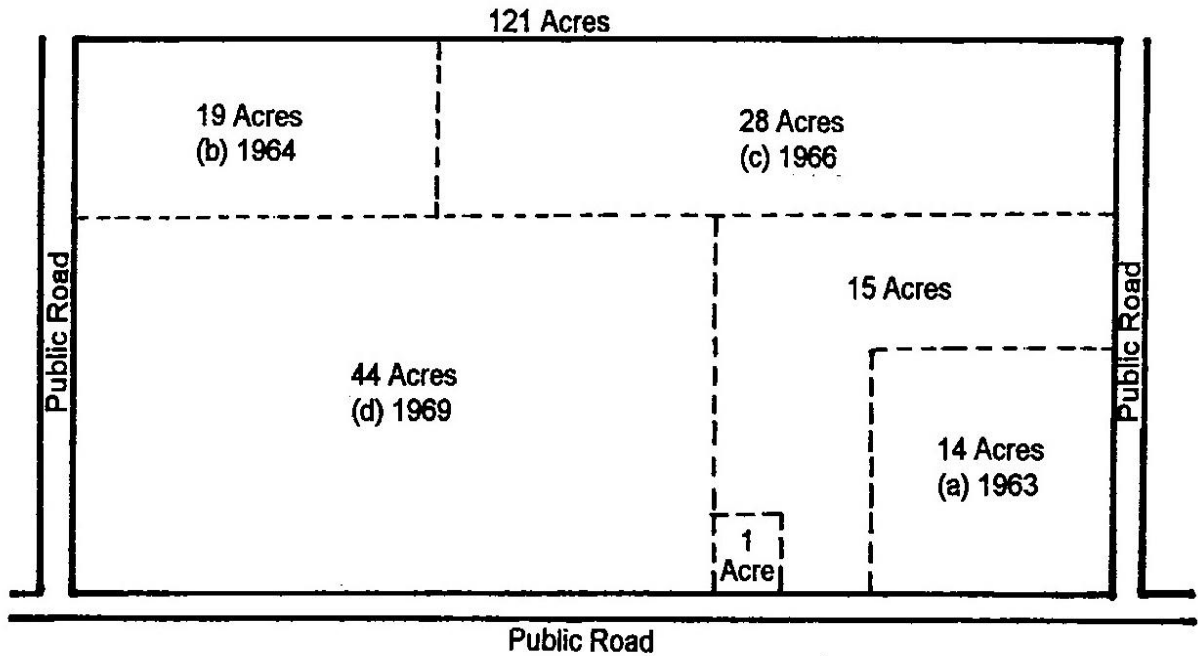 121 Acres
19 Acres
(b) 1964
28 Acres
(c) 1966
Public Road
15 Acres
Public Road
44 Acres
(d) 1969
14 Acres
(a) 1963
1
Acre
Public Road